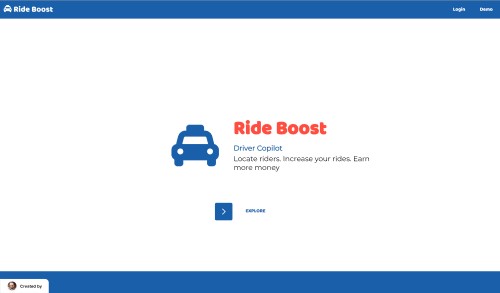 Ride Boost
Login
Demo
Ride Boost
Driver Copilot
Locate riders. Increase your rides. Earn
more money
EXPLORE
Created by